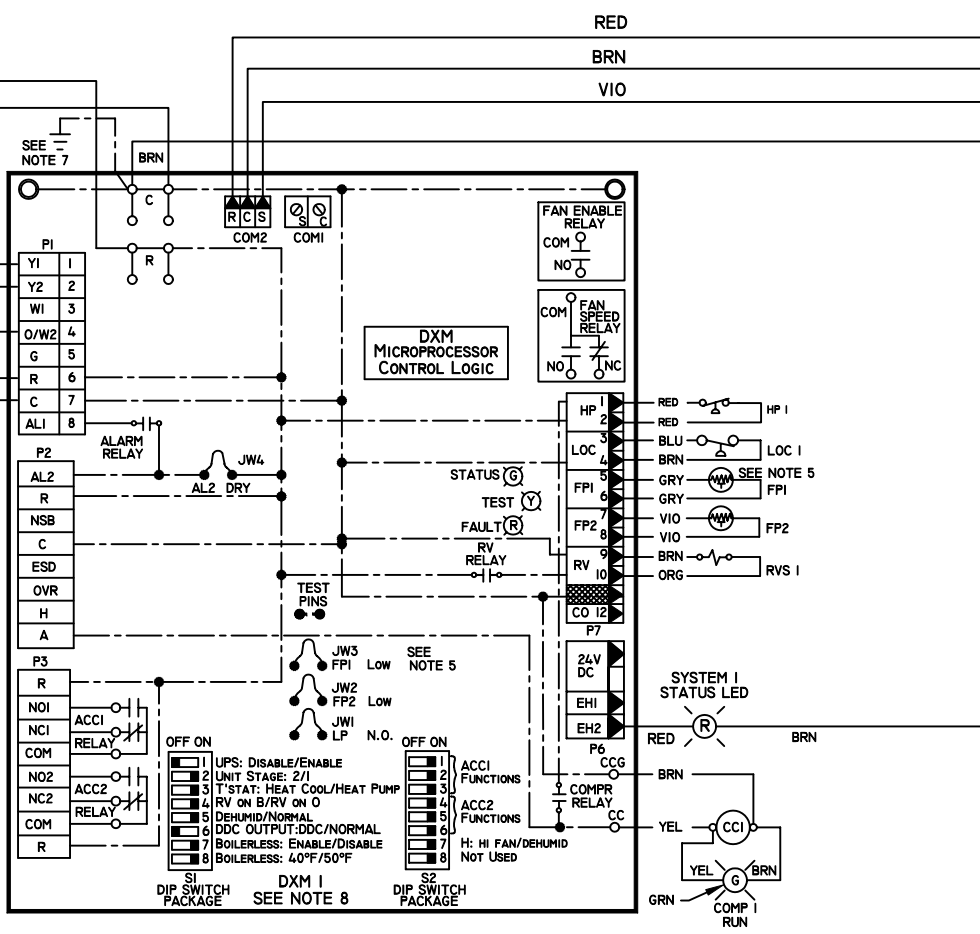 RED
BRN
VIO
SEE
NOTE 7
BRN
C
R C S
COM2
S C
COM1
FAN ENABLE
RELAY
COM
NO
R
P1
Y1 1
Y2 2
W1 3
O/W2 4
G 5
R 6
C 7
AL1 8
ALARM
RELAY
FAN
SPEED
RELAY
COM
NO
NC
DXM
MICROPROCESSOR
CONTROL LOGIC
P2
AL2
R
NSB
C
ESD
OVR
H
A
JW4
AL2 DRY
STATUS G
TEST Y
FAULT R
RV
RELAY
TEST
PINS
HP 1
2
LOC 3
4
FP1 5
6
FP2 7
8
RV 9
10
CO 12
P7
RED
RED
HP 1
BLU
BRN
LOC 1
GRY
GRY
SEE NOTE 5
FP1
VIO
VIO
FP2
BRN
ORG
RVS 1
JW3
FP1 LOW
SEE
NOTE 5
JW2
FP2 LOW
JW1
LP N.O.
24V
DC
EH1
EH2
P6
SYSTEM 1
STATUS LED
R
RED
BRN
P3
R
NO1
NC1
COM
NO2
NC2
COM
R
ACC1
RELAY
ACC2
RELAY
OFF ON
1 UPS: DISABLE/ENABLE
2 UNIT STAGE: 2/1
3 T'STAT: HEAT COOL/HEAT PUMP
4 RV ON B/RV ON O
5 DEHUMID/NORMAL
6 DDC OUTPUT:DDC/NORMAL
7 BOILERLESS: ENABLE/DISABLE
8 BOILERLESS: 40°F/50°F
S1
DIP SWITCH
PACKAGE
DXM 1
SEE NOTE 8
OFF ON
1
2
3
4
5
6
7
8
ACC1
FUNCTIONS
ACC2
FUNCTIONS
H: HI FAN/DEHUMID
NOT USED
S2
DIP SWITCH
PACKAGE
CCG
COMPR
RELAY
CC
BRN
YEL
CC1
YEL
BRN
G
GRN
COMP 1
RUN